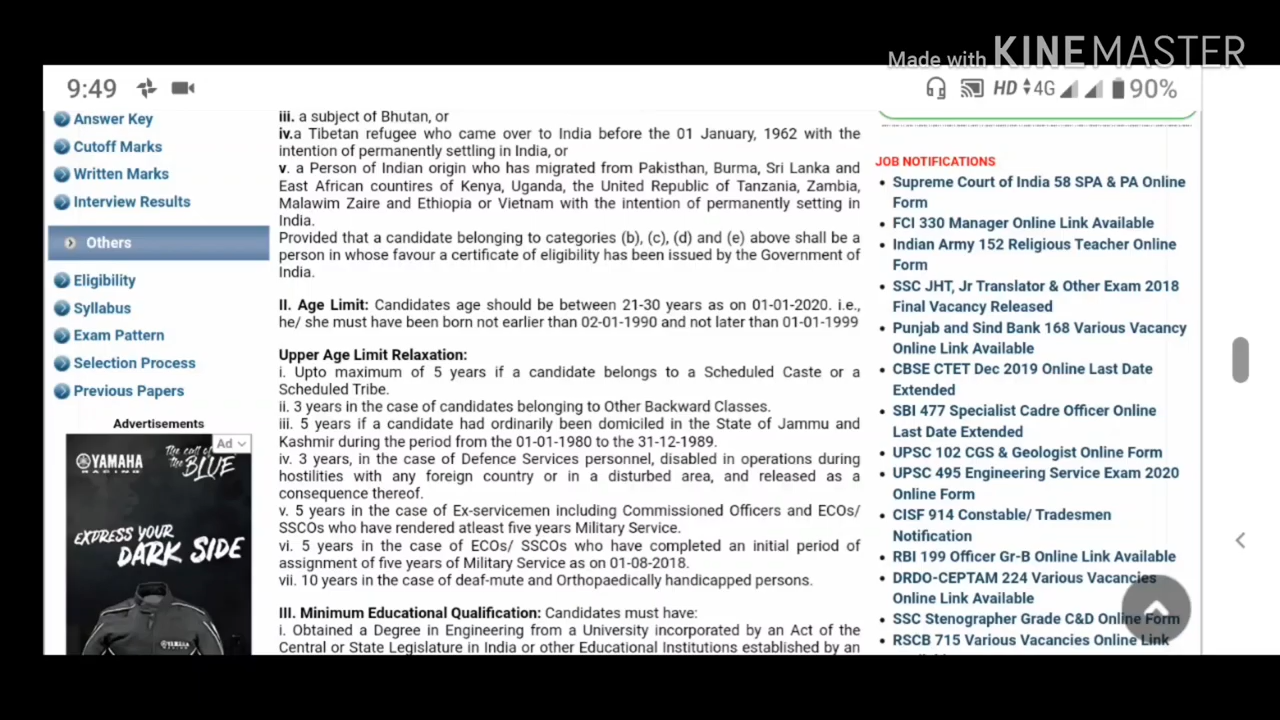 Made with KINEMASTER
9:49
HD 4G 90%
Answer Key
Cutoff Marks
Written Marks
Interview Results
Others
Eligibility
Syllabus
Exam Pattern
Selection Process
Previous Papers
Advertisements
Ad
YAMAHA
RACING
The call of
the BLUE
EXPRESS YOUR
DARK SIDE
YAMAHA
iii. a subject of Bhutan, or
iv.a Tibetan refugee who came over to India before the 01 January, 1962 with the
intention of permanently settling in India, or
v. a Person of Indian origin who has migrated from Pakisthan, Burma, Sri Lanka and
East African countires of Kenya, Uganda, the United Republic of Tanzania, Zambia,
Malawim Zaire and Ethiopia or Vietnam with the intention of permanently setting in
India.
Provided that a candidate belonging to categories (b), (c), (d) and (e) above shall be a
person in whose favour a certificate of eligibility has been issued by the Government of
India.
II. Age Limit: Candidates age should be between 21-30 years as on 01-01-2020. i.e.,
he/ she must have been born not earlier than 02-01-1990 and not later than 01-01-1999
Upper Age Limit Relaxation:
i. Upto maximum of 5 years if a candidate belongs to a Scheduled Caste or a
Scheduled Tribe.
ii. 3 years in the case of candidates belonging to Other Backward Classes.
iii. 5 years if a candidate had ordinarily been domiciled in the State of Jammu and
Kashmir during the period from the 01-01-1980 to the 31-12-1989.
iv. 3 years, in the case of Defence Services personnel, disabled in operations during
hostilities with any foreign country or in a disturbed area, and released as a
consequence thereof.
v. 5 years in the case of Ex-servicemen including Commissioned Officers and ECOs/
SSCOs who have rendered atleast five years Military Service.
vi. 5 years in the case of ECOs/ SSCOs who have completed an initial period of
assignment of five years of Military Service as on 01-08-2018.
vii. 10 years in the case of deaf-mute and Orthopaedically handicapped persons.
III. Minimum Educational Qualification: Candidates must have:
i. Obtained a Degree in Engineering from a University incorporated by an Act of the
Central or State Legislature in India or other Educational Institutions established by an
JOB NOTIFICATIONS
Supreme Court of India 58 SPA & PA Online
Form
FCI 330 Manager Online Link Available
Indian Army 152 Religious Teacher Online
Form
SSC JHT, Jr Translator & Other Exam 2018
Final Vacancy Released
Punjab and Sind Bank 168 Various Vacancy
Online Link Available
CBSE CTET Dec 2019 Online Last Date
Extended
SBI 477 Specialist Cadre Officer Online
Last Date Extended
UPSC 102 CGS & Geologist Online Form
UPSC 495 Engineering Service Exam 2020
Online Form
CISF 914 Constable/ Tradesmen
Notification
RBI 199 Officer Gr-B Online Link Available
DRDO-CEPTAM 224 Various Vacancies
Online Link Available
SSC Stenographer Grade C&D Online Form
RSCB 715 Various Vacancies Online Link